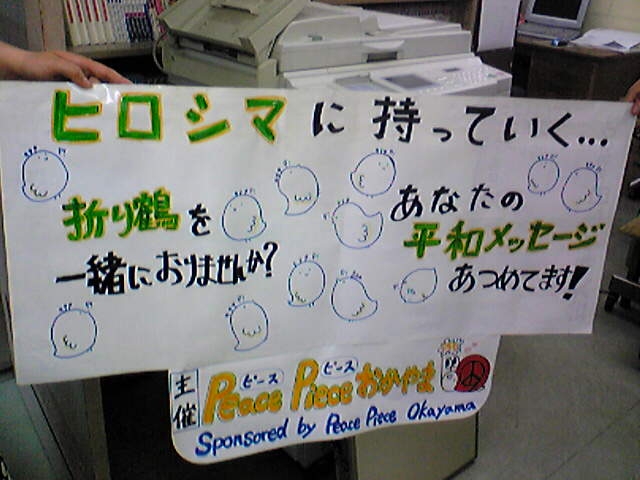 ヒロシマに持っていく...
折り鶴を
一緒におりませんか?
あなたの
平和メッセージ
あつめてます!
主催
ピース ピース
Peace Piece おかやま
Sponsored by Peace Piece Okayama